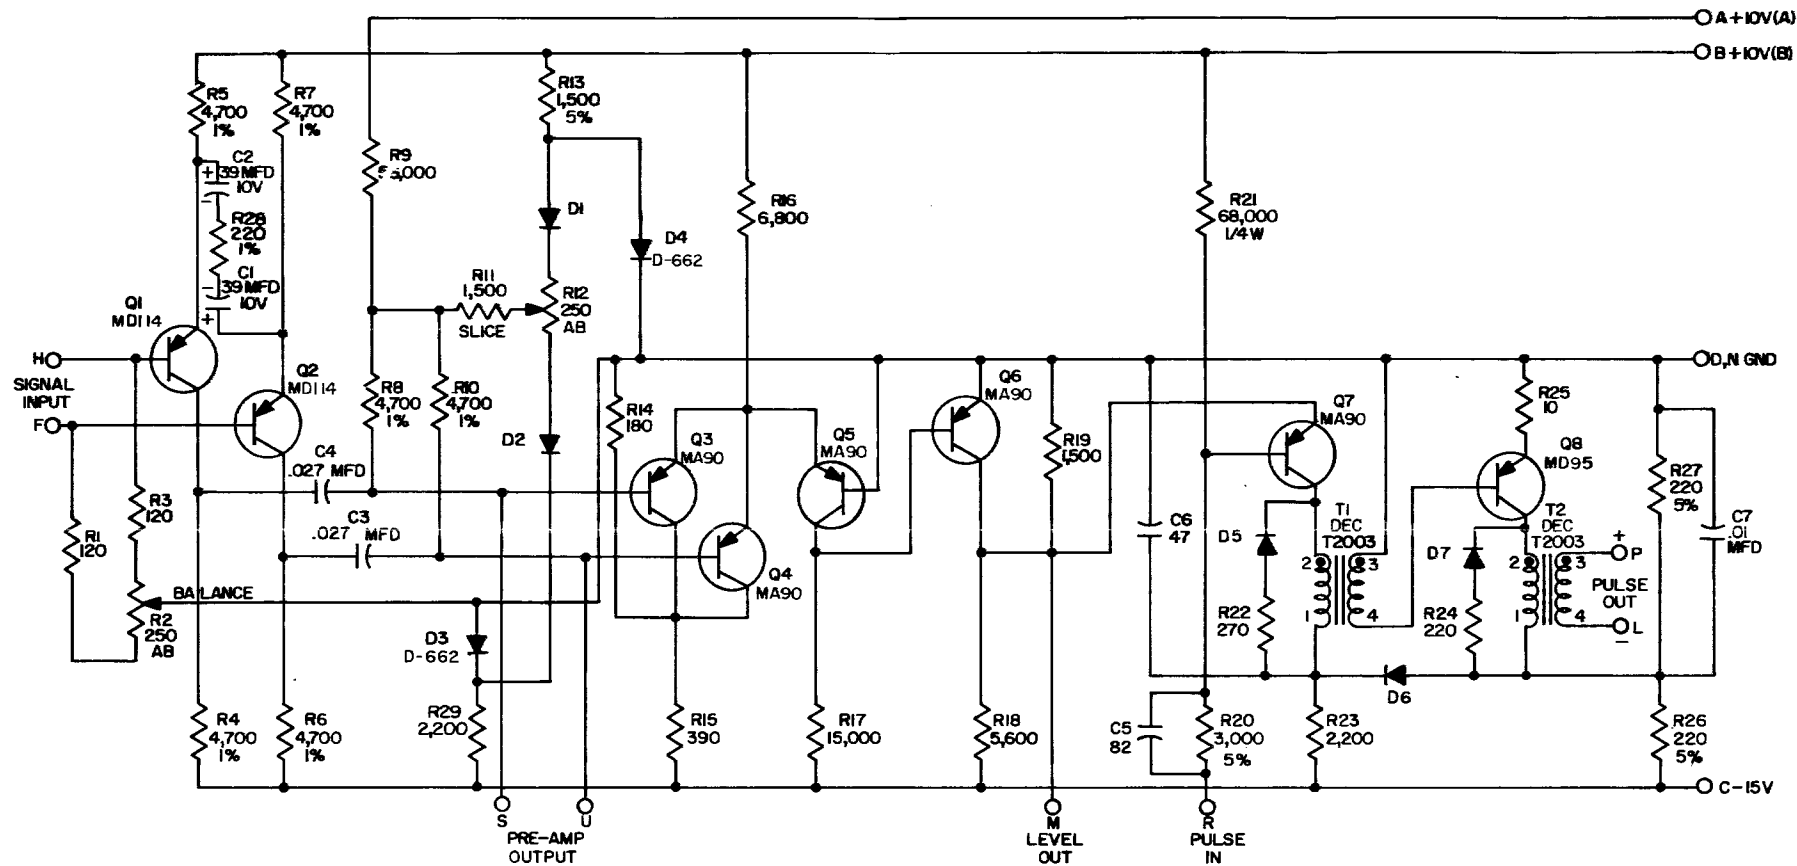 A+10V(A)
B+10V(B)
R5
4,700
1%
R7
4,700
1%
R13
1,500
5%
C2
+ 39 MFD
10V
−
R28
220
1%
C1
− 39 MFD
10V
+
R9
R16
6,800
R21
68,000
1/4W
D1
D4
D-662
R11
1,500
SLICE
R12
250
AB
Q1
MD114
H
SIGNAL
INPUT
F
Q2
MD114
D,N GND
R8
4,700
1%
R10
4,700
1%
R14
180
D2
Q3
MA90
Q5
MA90
Q6
MA90
R19
1,500
Q7
MA90
R25
10
Q8
MD95
R27
220
5%
C4
.027 MFD
C3
.027 MFD
R3
120
R1
120
Q4
MA90
C6
47
D5
T1
DEC
T2003
2 3
1 4
D7
T2
DEC
T2003
2 3
1 4
+
P
PULSE
OUT
L
−
C7
.01
MFD
BALANCE
R2
250
AB
D3
D-662
R22
270
R24
220
D6
R4
4,700
1%
R6
4,700
1%
R29
2,200
R15
390
R17
15,000
R18
5,600
C5
82
R20
3,000
5%
R23
2,200
R26
220
5%
C-15V
S
U
PRE-AMP
OUTPUT
M
LEVEL
OUT
R
PULSE
IN